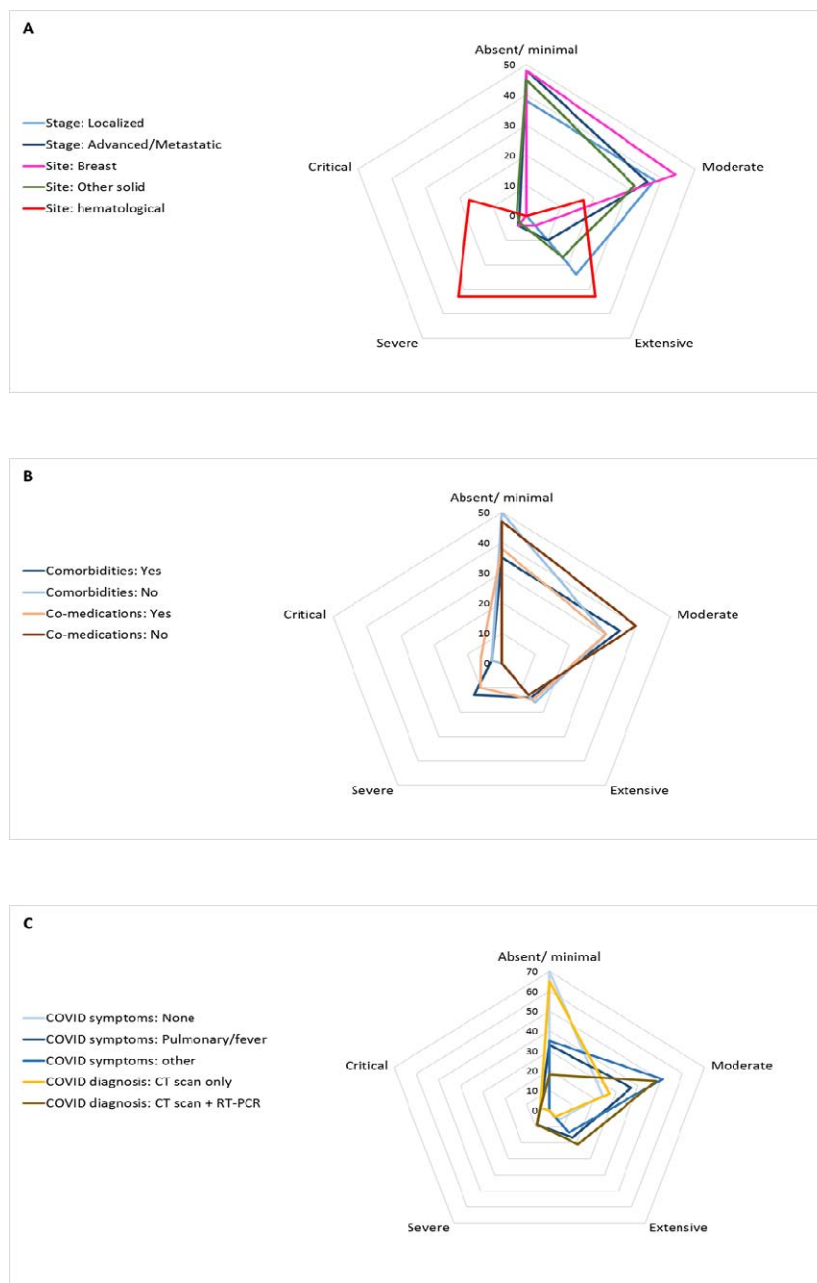 A
Absent/ minimal
50
40
30
20
10
0
Stage: Localized
Stage: Advanced/Metastatic
Site: Breast
Site: Other solid
Site: hematological
Critical
Moderate
Severe
Extensive
B
Absent/ minimal
50
40
30
20
10
0
Comorbidities: Yes
Comorbidities: No
Co-medications: Yes
Co-medications: No
Critical
Moderate
Severe
Extensive
C
Absent/ minimal
70
60
50
40
30
20
10
0
COVID symptoms: None
COVID symptoms: Pulmonary/fever
COVID symptoms: other
COVID diagnosis: CT scan only
COVID diagnosis: CT scan + RT-PCR
Critical
Moderate
Severe
Extensive